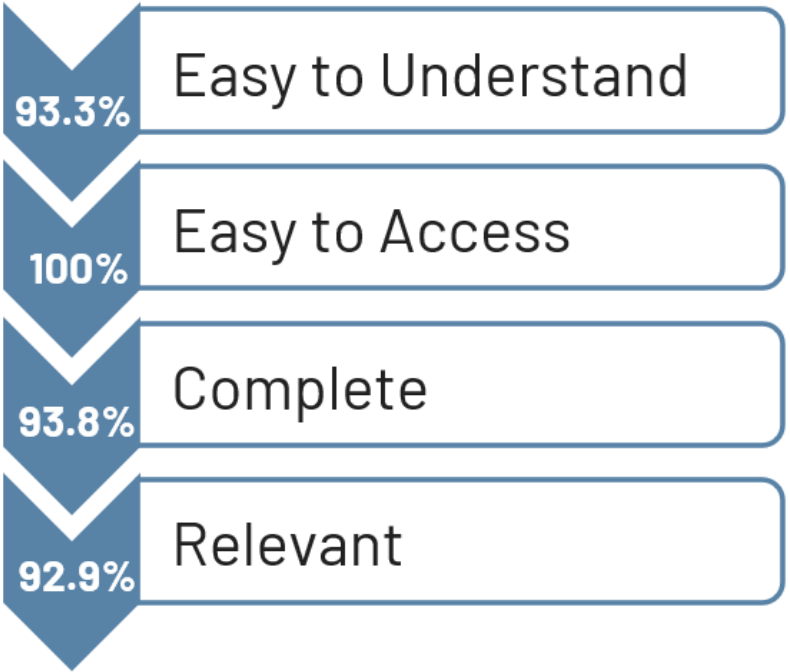 93.3% Easy to Understand
100% Easy to Access
93.8% Complete
92.9% Relevant